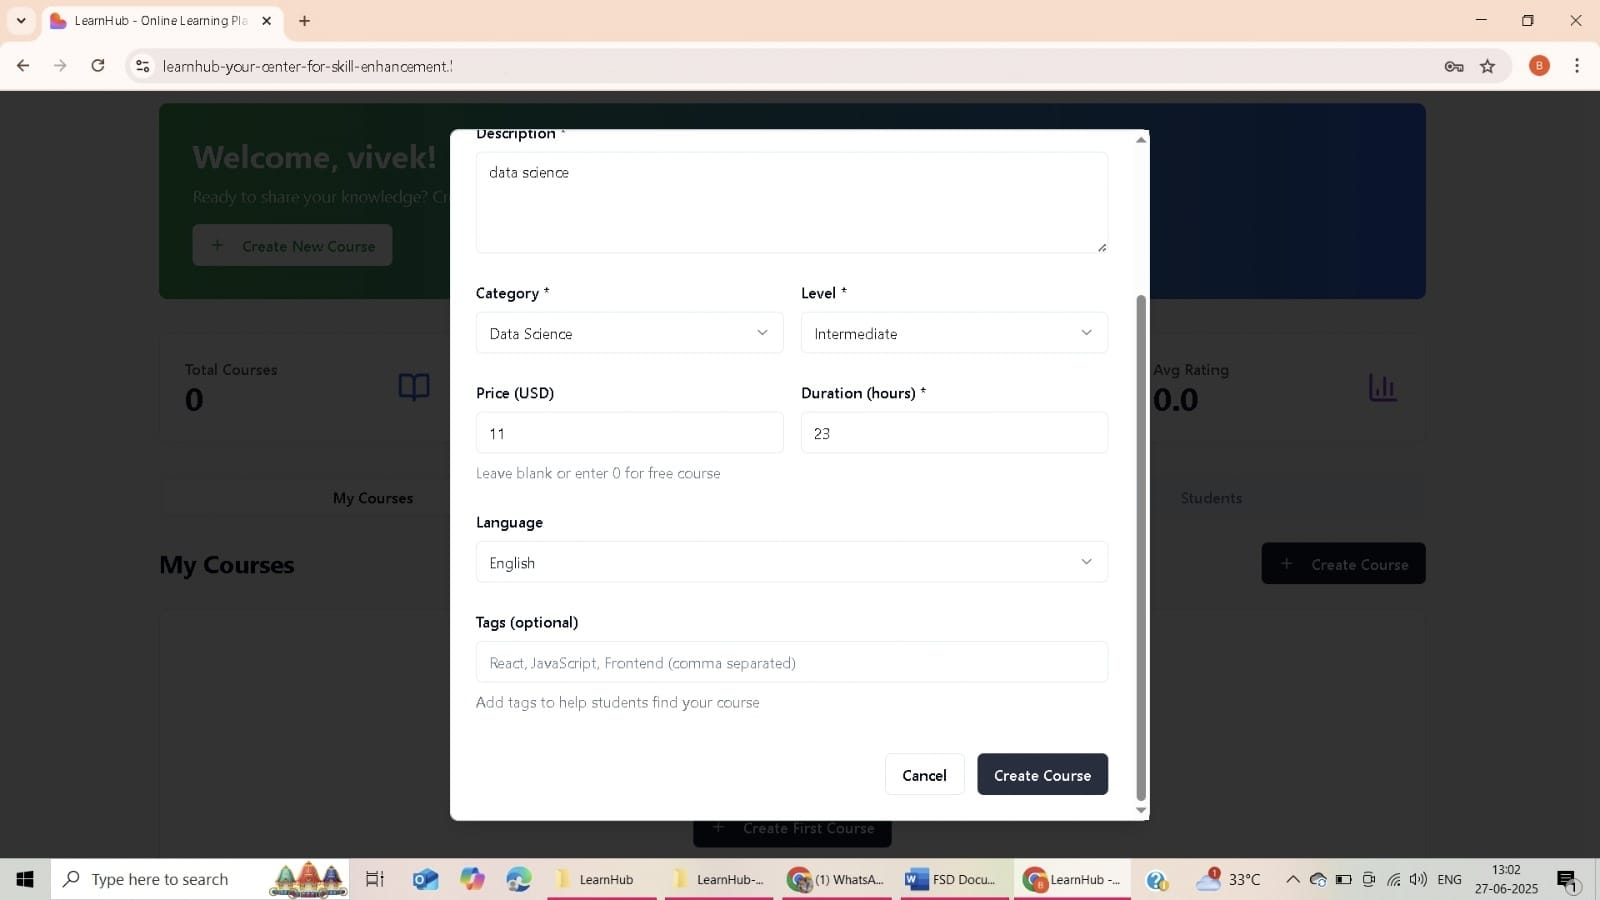 LearnHub - Online Learning Pla
learnhub-your-center-for-skill-enhancement.
B
Welcome, vivek!
Ready to share your knowledge? Cr
+ Create New Course
Total Courses
0
Avg Rating
0.0
My Courses
Students
My Courses
+ Create Course
+ Create First Course
Description *
data science
Category *
Level *
Data Science
Intermediate
Price (USD)
Duration (hours) *
11
23
Leave blank or enter 0 for free course
Language
English
Tags (optional)
React, JavaScript, Frontend (comma separated)
Add tags to help students find your course
Cancel
Create Course
Type here to search
LearnHub
LearnHub-...
(1) WhatsA...
FSD Docu...
LearnHub -...
1
33°C
ENG
13:02
27-06-2025
1